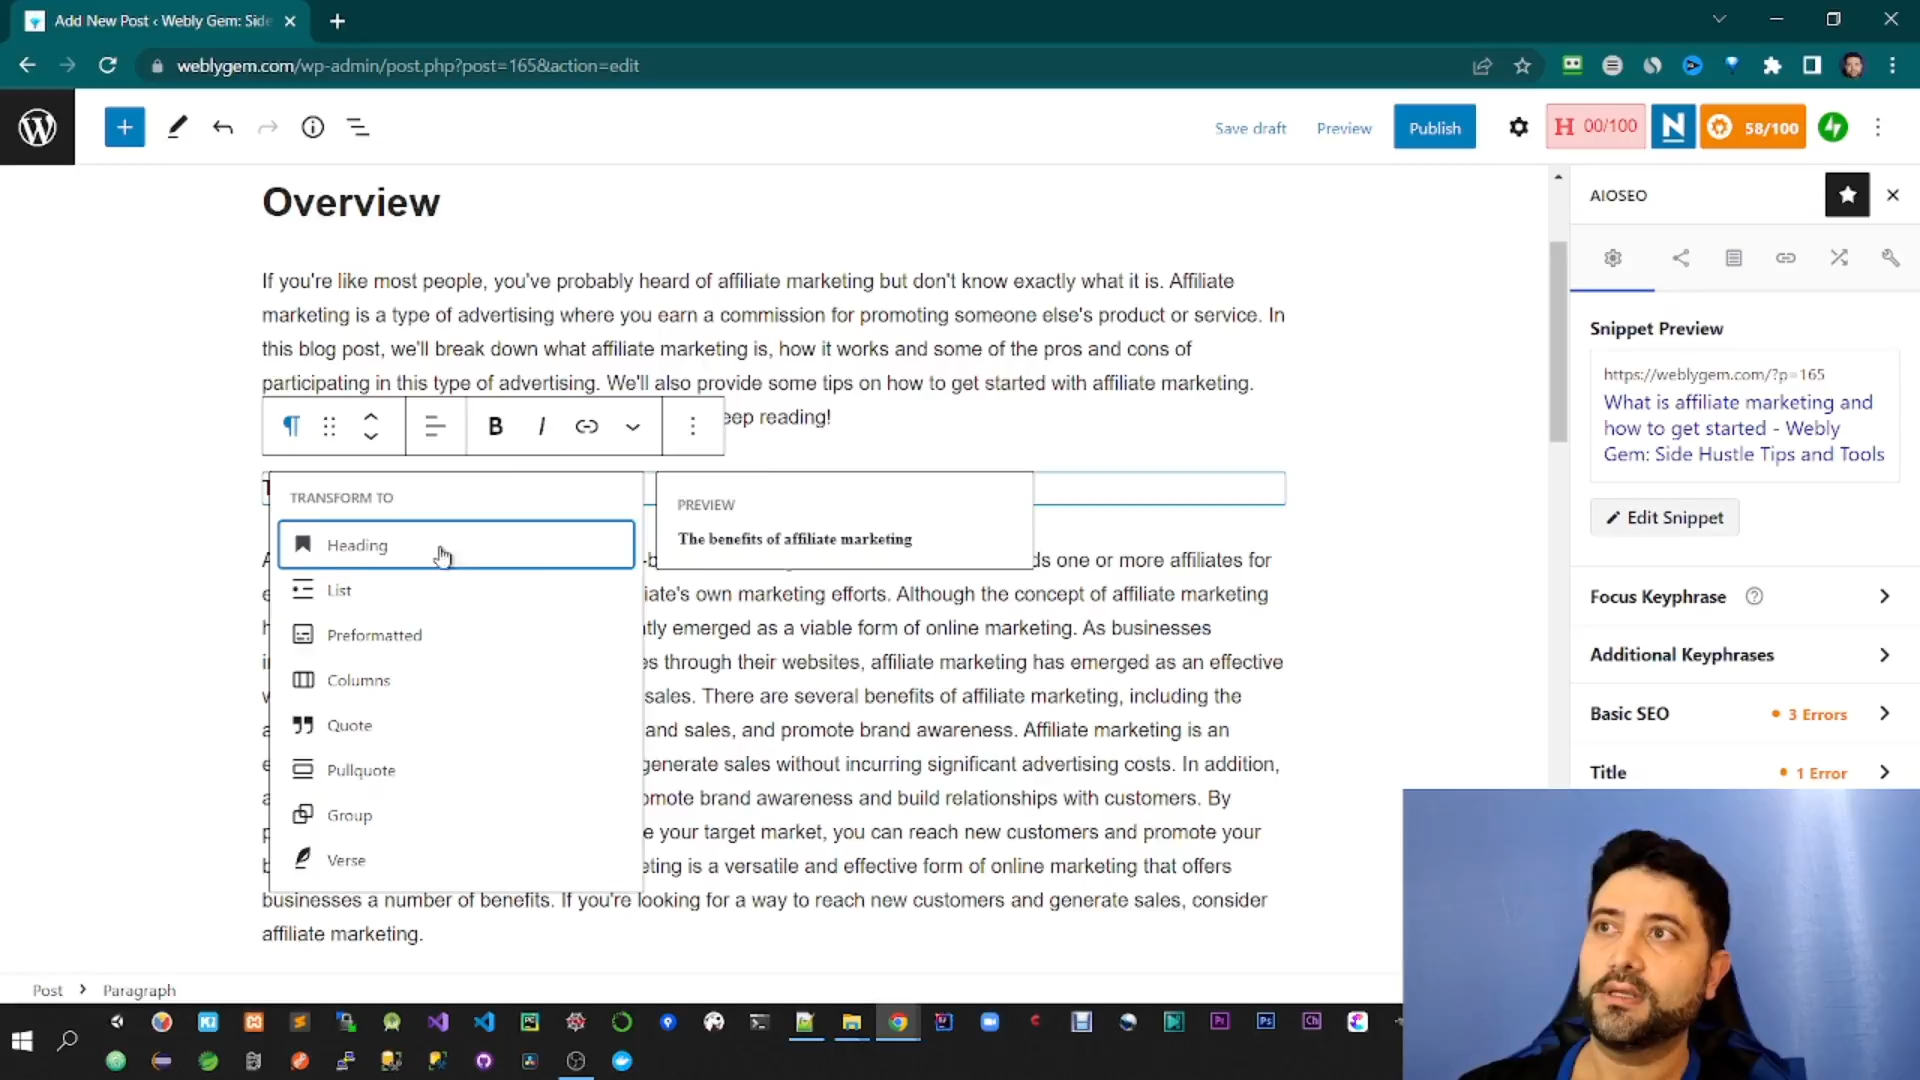 Add New Post ‹ Webly Gem: Side
weblygem.com/wp-admin/post.php?post=165&action=edit
Save draft
Preview
Publish
H 00/100
N
58/100
Overview
If you're like most people, you've probably heard of affiliate marketing but don't know exactly what it is. Affiliate
marketing is a type of advertising where you earn a commission for promoting someone else's product or service. In
this blog post, we'll break down what affiliate marketing is, how it works and some of the pros and cons of
participating in this type of advertising. We'll also provide some tips on how to get started with affiliate marketing.
eep reading!
B I
TRANSFORM TO
Heading
List
Preformatted
Columns
Quote
Pullquote
Group
Verse
PREVIEW
The benefits of affiliate marketing
ds one or more affiliates for
iate's own marketing efforts. Although the concept of affiliate marketing
tly emerged as a viable form of online marketing. As businesses
es through their websites, affiliate marketing has emerged as an effective
sales. There are several benefits of affiliate marketing, including the
and sales, and promote brand awareness. Affiliate marketing is an
generate sales without incurring significant advertising costs. In addition,
omote brand awareness and build relationships with customers. By
e your target market, you can reach new customers and promote your
eting is a versatile and effective form of online marketing that offers
businesses a number of benefits. If you're looking for a way to reach new customers and generate sales, consider
affiliate marketing.
Post › Paragraph
AIOSEO
Snippet Preview
https://weblygem.com/?p=165
What is affiliate marketing and
how to get started - Webly
Gem: Side Hustle Tips and Tools
Edit Snippet
Focus Keyphrase
Additional Keyphrases
Basic SEO 3 Errors
Title 1 Error